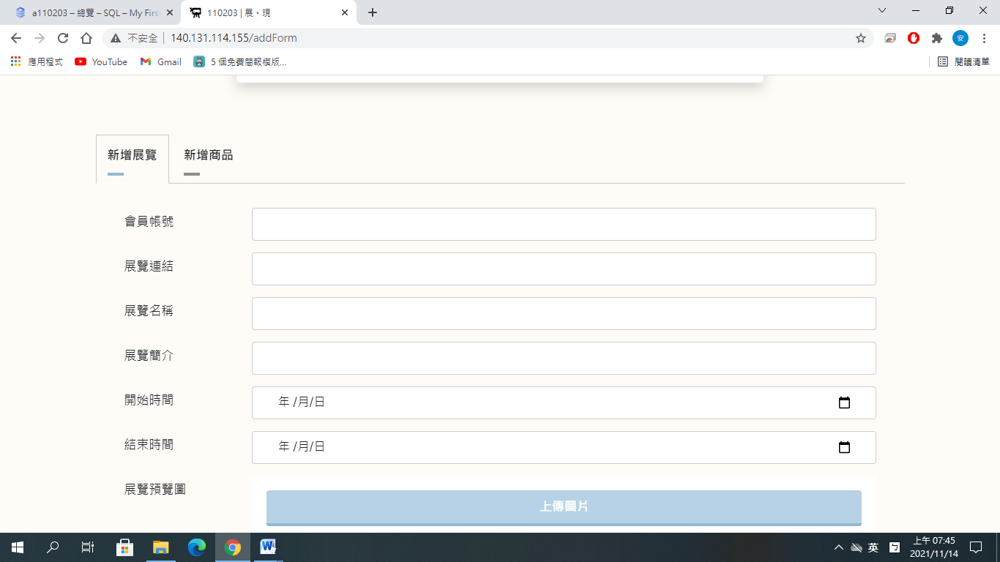 a110203 – 總覽 – SQL – My Firs
110203 | 展。現
不安全 | 140.131.114.155/addForm
安
應用程式 YouTube Gmail 5 個免費簡報模版... 閱讀清單
新增展覽 新增商品
會員帳號
展覽連結
展覽名稱
展覽簡介
開始時間 年 /月/日
結束時間 年 /月/日
展覽預覽圖 上傳圖片
英 ㄅ 上午 07:45
2021/11/14